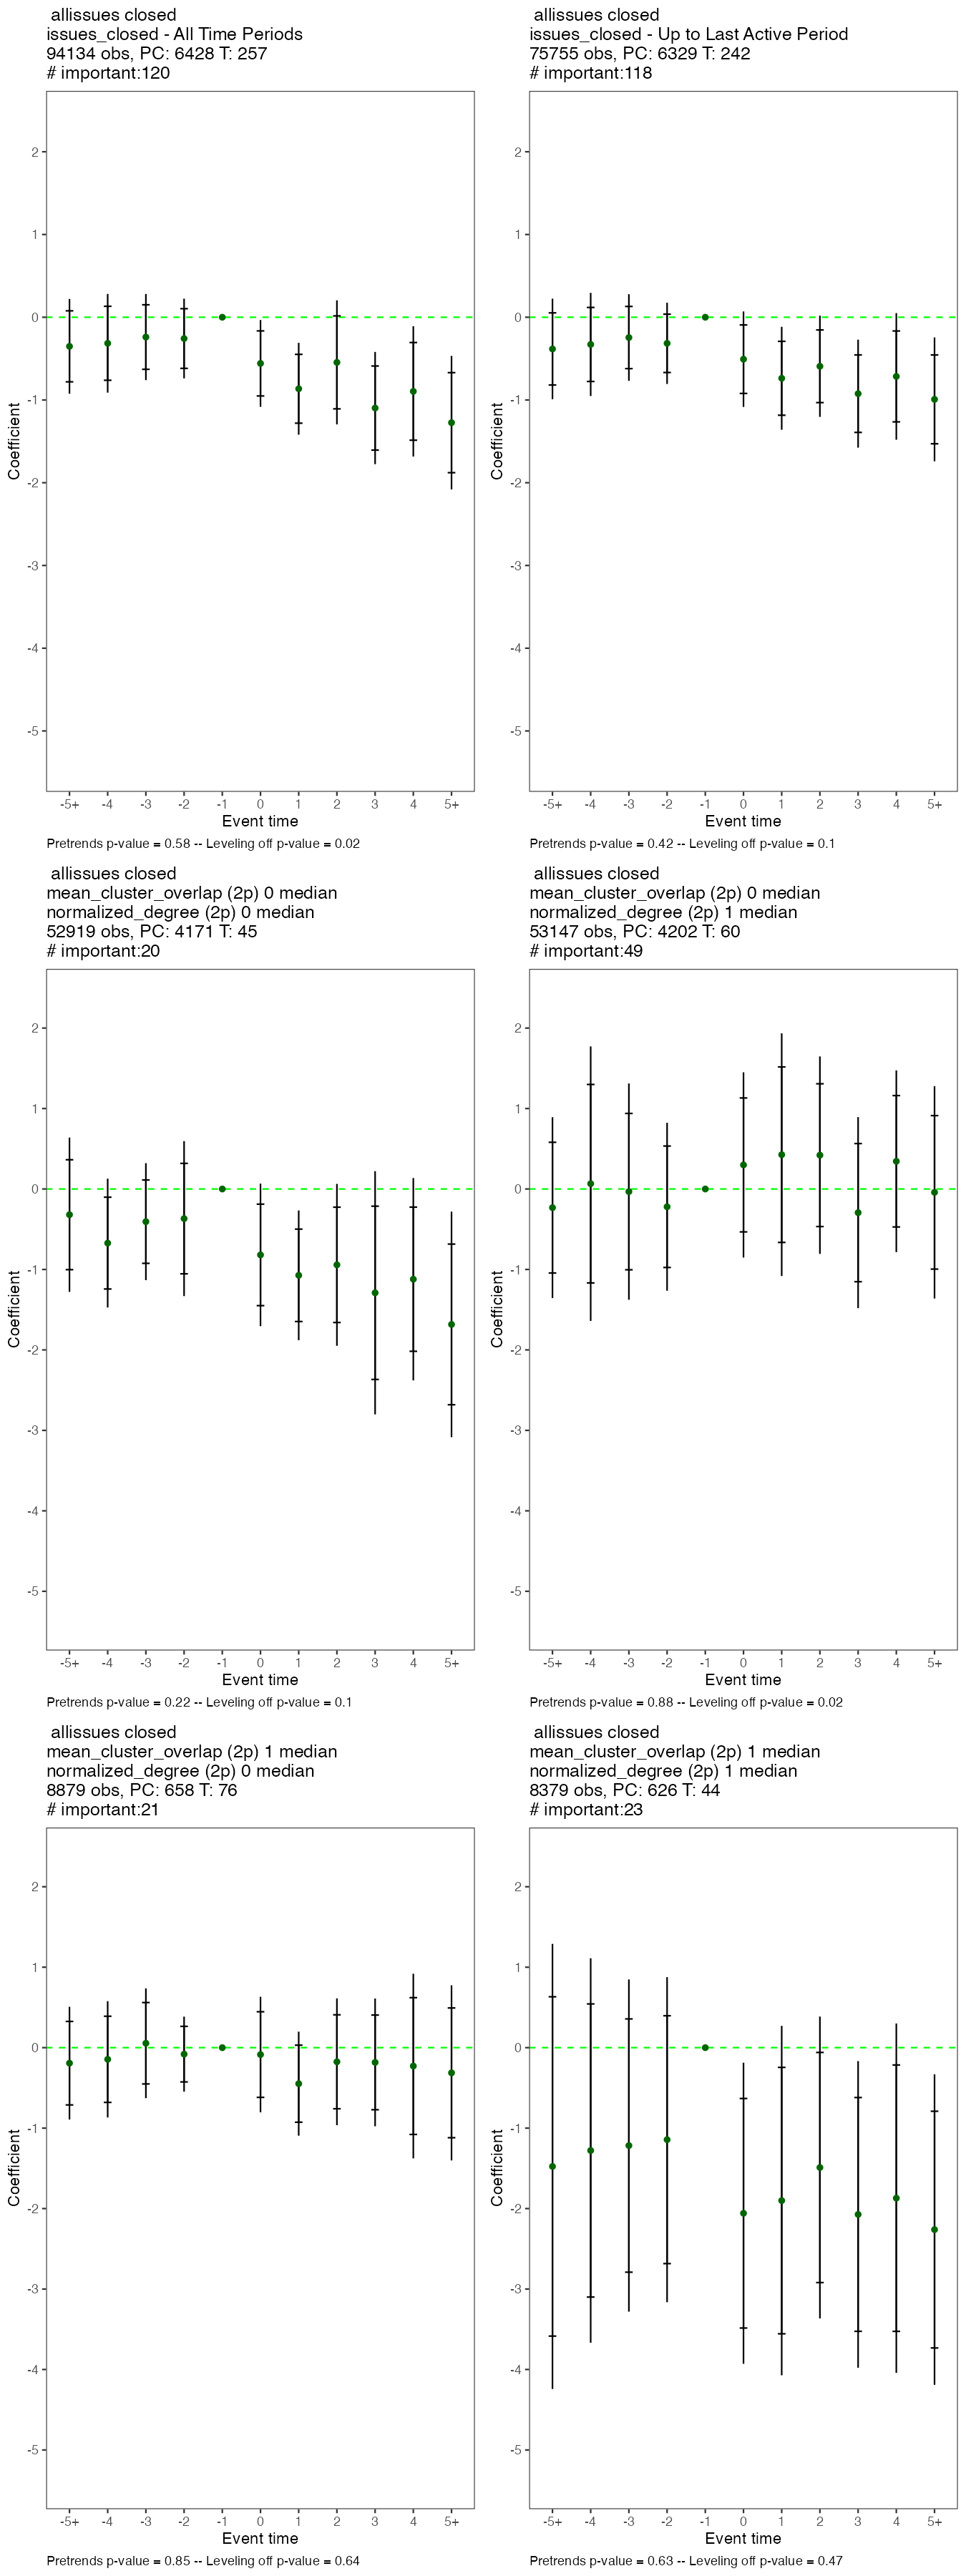 allissues closed
issues_closed - All Time Periods
94134 obs, PC: 6428 T: 257
# important:120
2
1
0
-1
-2
-3
-4
-5
Coefficient
-5+ -4 -3 -2 -1 0 1 2 3 4 5+
Event time
Pretrends p-value = 0.58 -- Leveling off p-value = 0.02
allissues closed
issues_closed - Up to Last Active Period
75755 obs, PC: 6329 T: 242
# important:118
2
1
0
-1
-2
-3
-4
-5
Coefficient
-5+ -4 -3 -2 -1 0 1 2 3 4 5+
Event time
Pretrends p-value = 0.42 -- Leveling off p-value = 0.1
allissues closed
mean_cluster_overlap (2p) 0 median
normalized_degree (2p) 0 median
52919 obs, PC: 4171 T: 45
# important:20
2
1
0
-1
-2
-3
-4
-5
Coefficient
-5+ -4 -3 -2 -1 0 1 2 3 4 5+
Event time
Pretrends p-value = 0.22 -- Leveling off p-value = 0.1
allissues closed
mean_cluster_overlap (2p) 0 median
normalized_degree (2p) 1 median
53147 obs, PC: 4202 T: 60
# important:49
2
1
0
-1
-2
-3
-4
-5
Coefficient
-5+ -4 -3 -2 -1 0 1 2 3 4 5+
Event time
Pretrends p-value = 0.88 -- Leveling off p-value = 0.02
allissues closed
mean_cluster_overlap (2p) 1 median
normalized_degree (2p) 0 median
8879 obs, PC: 658 T: 76
# important:21
2
1
0
-1
-2
-3
-4
-5
Coefficient
-5+ -4 -3 -2 -1 0 1 2 3 4 5+
Event time
Pretrends p-value = 0.85 -- Leveling off p-value = 0.64
allissues closed
mean_cluster_overlap (2p) 1 median
normalized_degree (2p) 1 median
8379 obs, PC: 626 T: 44
# important:23
2
1
0
-1
-2
-3
-4
-5
Coefficient
-5+ -4 -3 -2 -1 0 1 2 3 4 5+
Event time
Pretrends p-value = 0.63 -- Leveling off p-value = 0.47